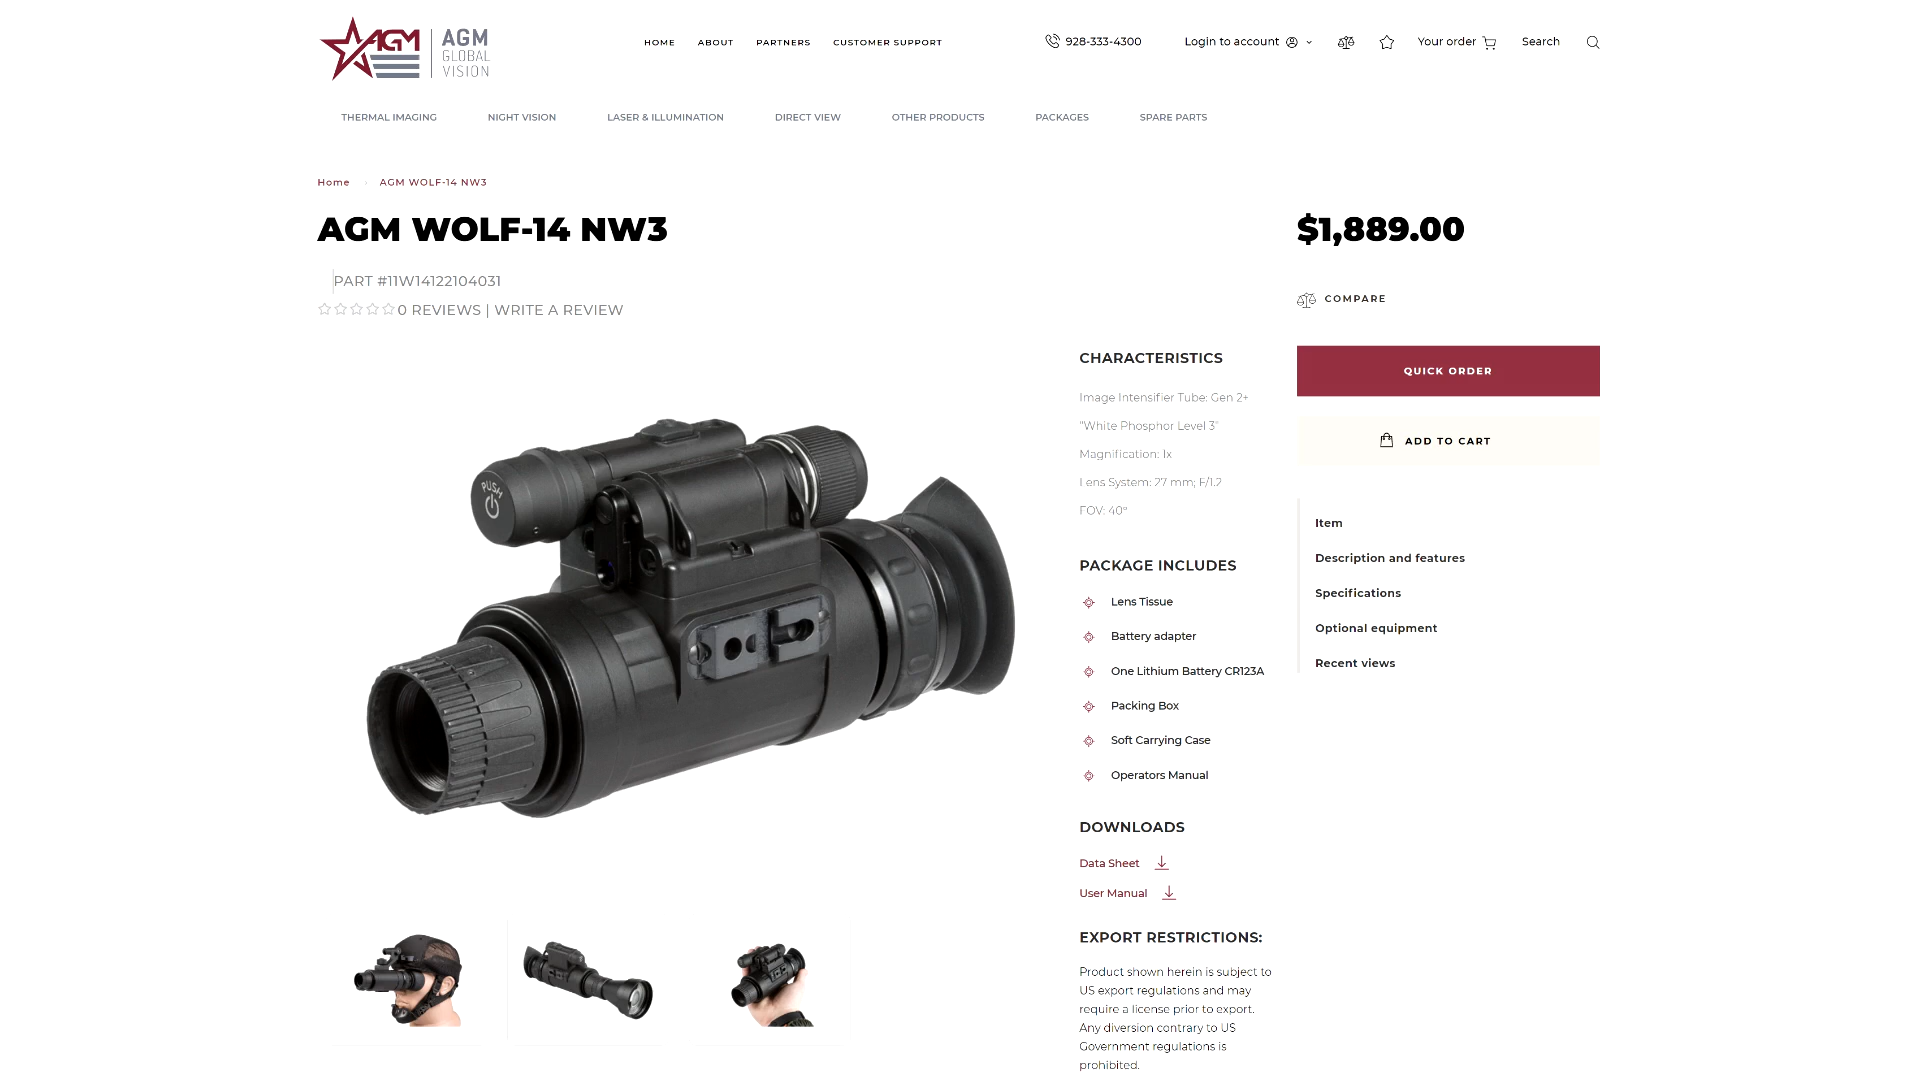 AGM
AGM
GLOBAL
VISION
HOME
ABOUT
PARTNERS
CUSTOMER SUPPORT
928-333-4300
Login to account
Your order
Search
THERMAL IMAGING
NIGHT VISION
LASER & ILLUMINATION
DIRECT VIEW
OTHER PRODUCTS
PACKAGES
SPARE PARTS
Home
AGM WOLF-14 NW3
AGM WOLF-14 NW3
PART #11W14122104031
0 REVIEWS | WRITE A REVIEW
PUSH
CHARACTERISTICS
Image Intensifier Tube: Gen 2+
"White Phosphor Level 3"
Magnification: 1x
Lens System: 27 mm; F/1.2
FOV: 40°
PACKAGE INCLUDES
Lens Tissue
Battery adapter
One Lithium Battery CR123A
Packing Box
Soft Carrying Case
Operators Manual
DOWNLOADS
Data Sheet
User Manual
EXPORT RESTRICTIONS:
Product shown herein is subject to
US export regulations and may
require a license prior to export.
Any diversion contrary to US
Government regulations is
prohibited.
$1,889.00
COMPARE
QUICK ORDER
ADD TO CART
Item
Description and features
Specifications
Optional equipment
Recent views